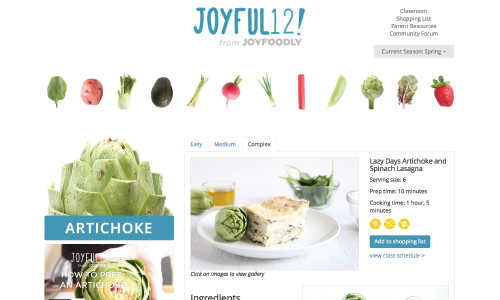 JOYFUL12!
from JOYFOODLY
Classroom
Shopping List
Parent Resources
Community Forum
Current Season: Spring
Easy Medium Complex
ARTICHOKE
JOYFUL
HOW TO PREP
AN ARTICHOKE
Lazy Days Artichoke and
Spinach Lasagna
Serving size: 6
Prep time: 10 minutes
Cooking time: 1 hour, 5
minutes
Add to shopping list
view class schedule >
Click on images to view gallery
Ingredients